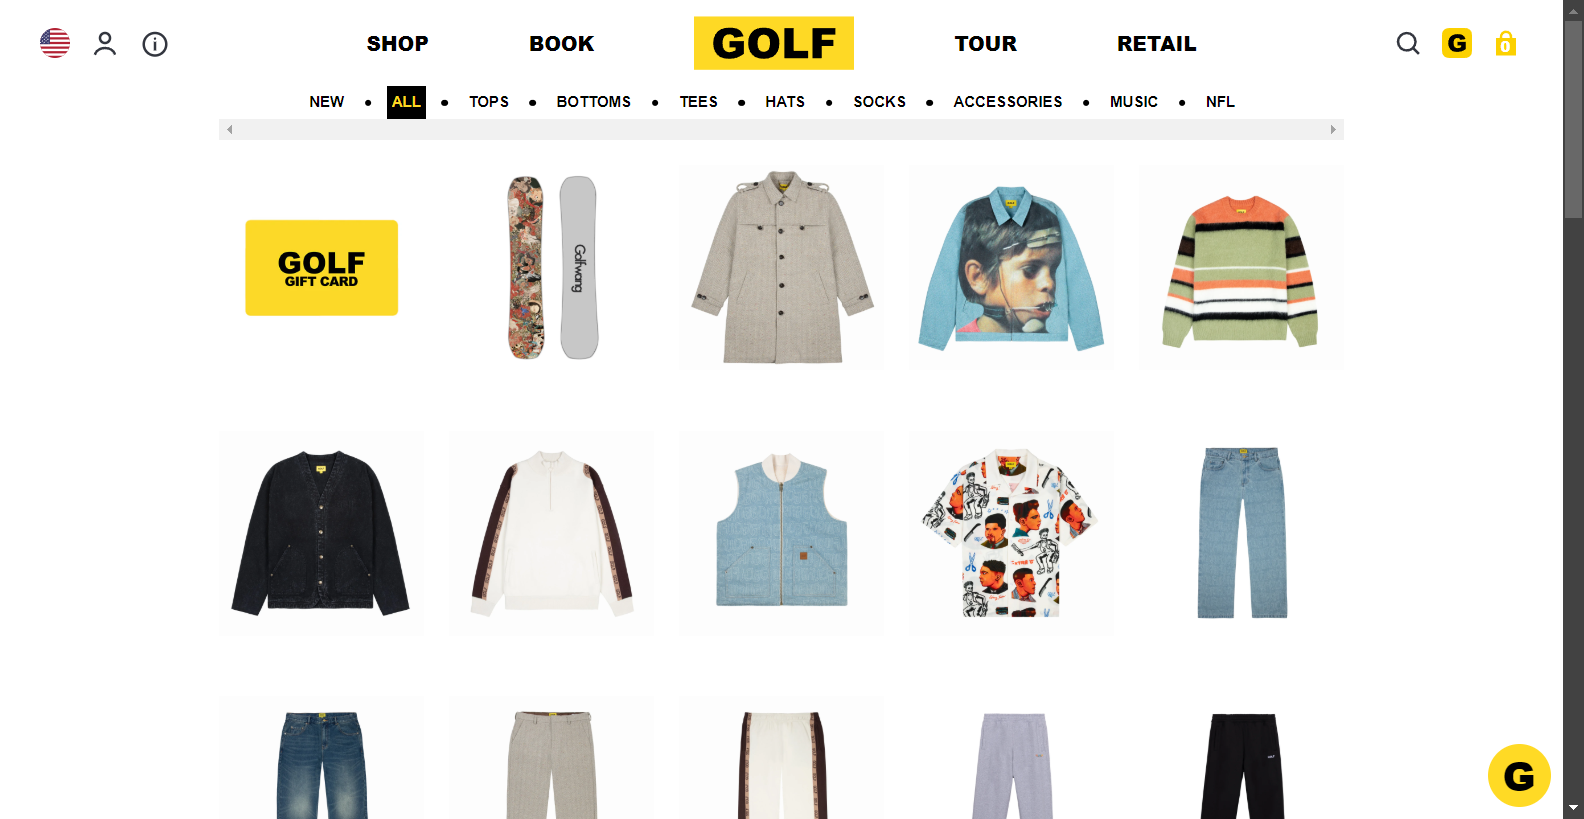 SHOP
BOOK
GOLF
TOUR
RETAIL
G
0
NEW • ALL • TOPS • BOTTOMS • TEES • HATS • SOCKS • ACCESSORIES • MUSIC • NFL
GOLF
GIFT CARD
Golfwang
G